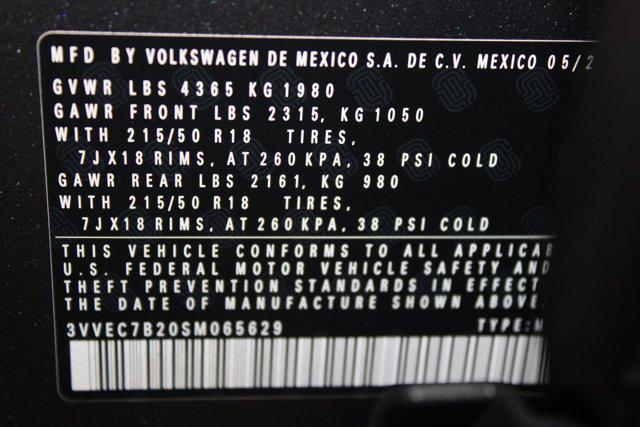 MFD BY VOLKSWAGEN DE MEXICO S.A. DE C.V. MEXICO 05/2
GVWR LBS 4365 KG 1980
GAWR FRONT LBS 2315, KG 1050
WITH 215/50 R18 TIRES,
7JX18 RIMS, AT 260 KPA, 38 PSI COLD
GAWR REAR LBS 2161, KG 980
WITH 215/50 R18 TIRES,
7JX18 RIMS, AT 260 KPA, 38 PSI COLD
THIS VEHICLE CONFORMS TO ALL APPLICAB
U.S. FEDERAL MOTOR VEHICLE SAFETY AND
THEFT PREVENTION STANDARDS IN EFFECT
THE DATE OF MANUFACTURE SHOWN ABOVE.
3VVEC7B20SM065629 TYPE:M